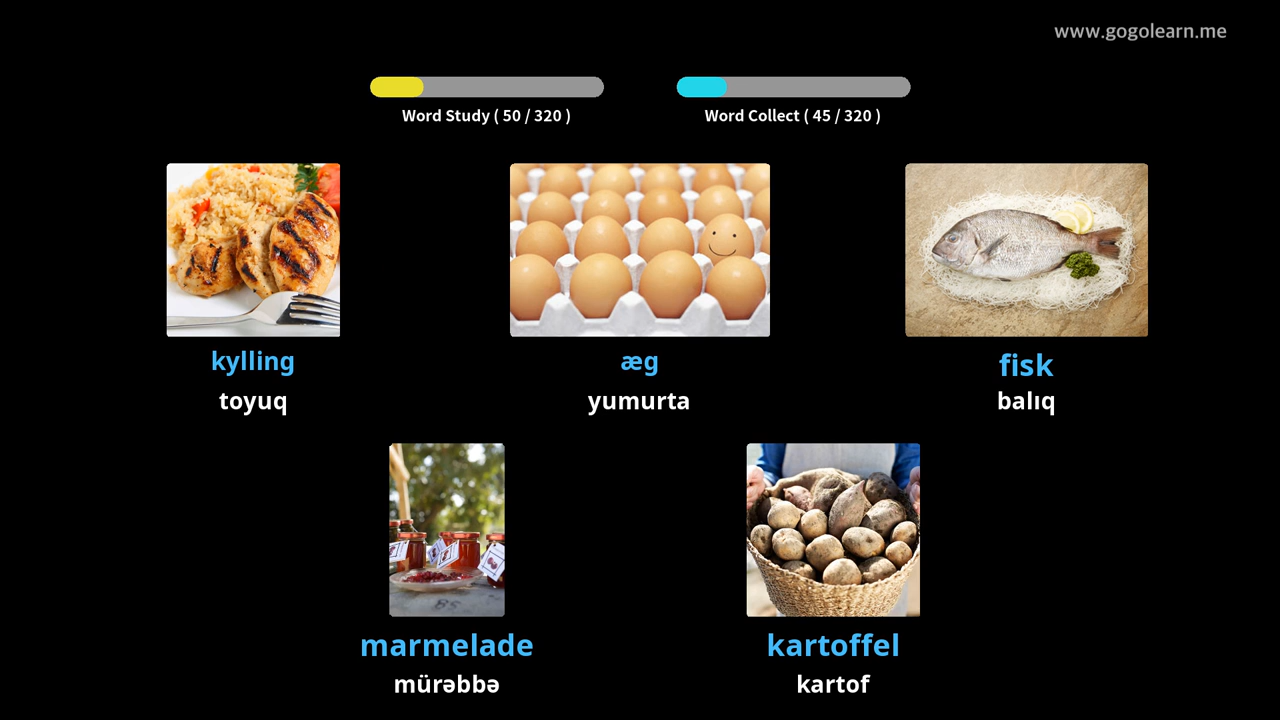 www.gogolearn.me
Word Study ( 50 / 320 )
Word Collect ( 45 / 320 )
kylling
toyuq
æg
yumurta
fisk
balıq
marmelade
mürəbbə
kartoffel
kartof